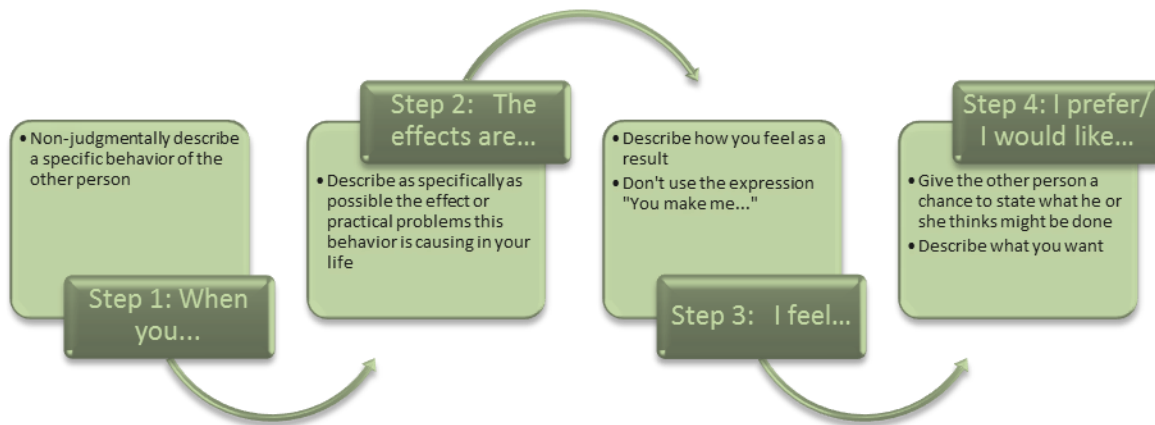 • Non-judgmentally describe
a specific behavior of the
other person
Step 1: When
you...
Step 2: The
effects are...
• Describe as specifically as
possible the effect or
practical problems this
behavior is causing in your
life
• Describe how you feel as a
result
• Don't use the expression
"You make me..."
Step 3: I feel...
Step 4: I prefer/
I would like...
• Give the other person a
chance to state what he or
she thinks might be done
• Describe what you want